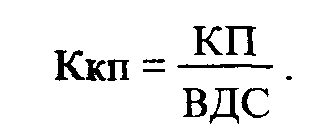 Ккп = КП / ВДС .